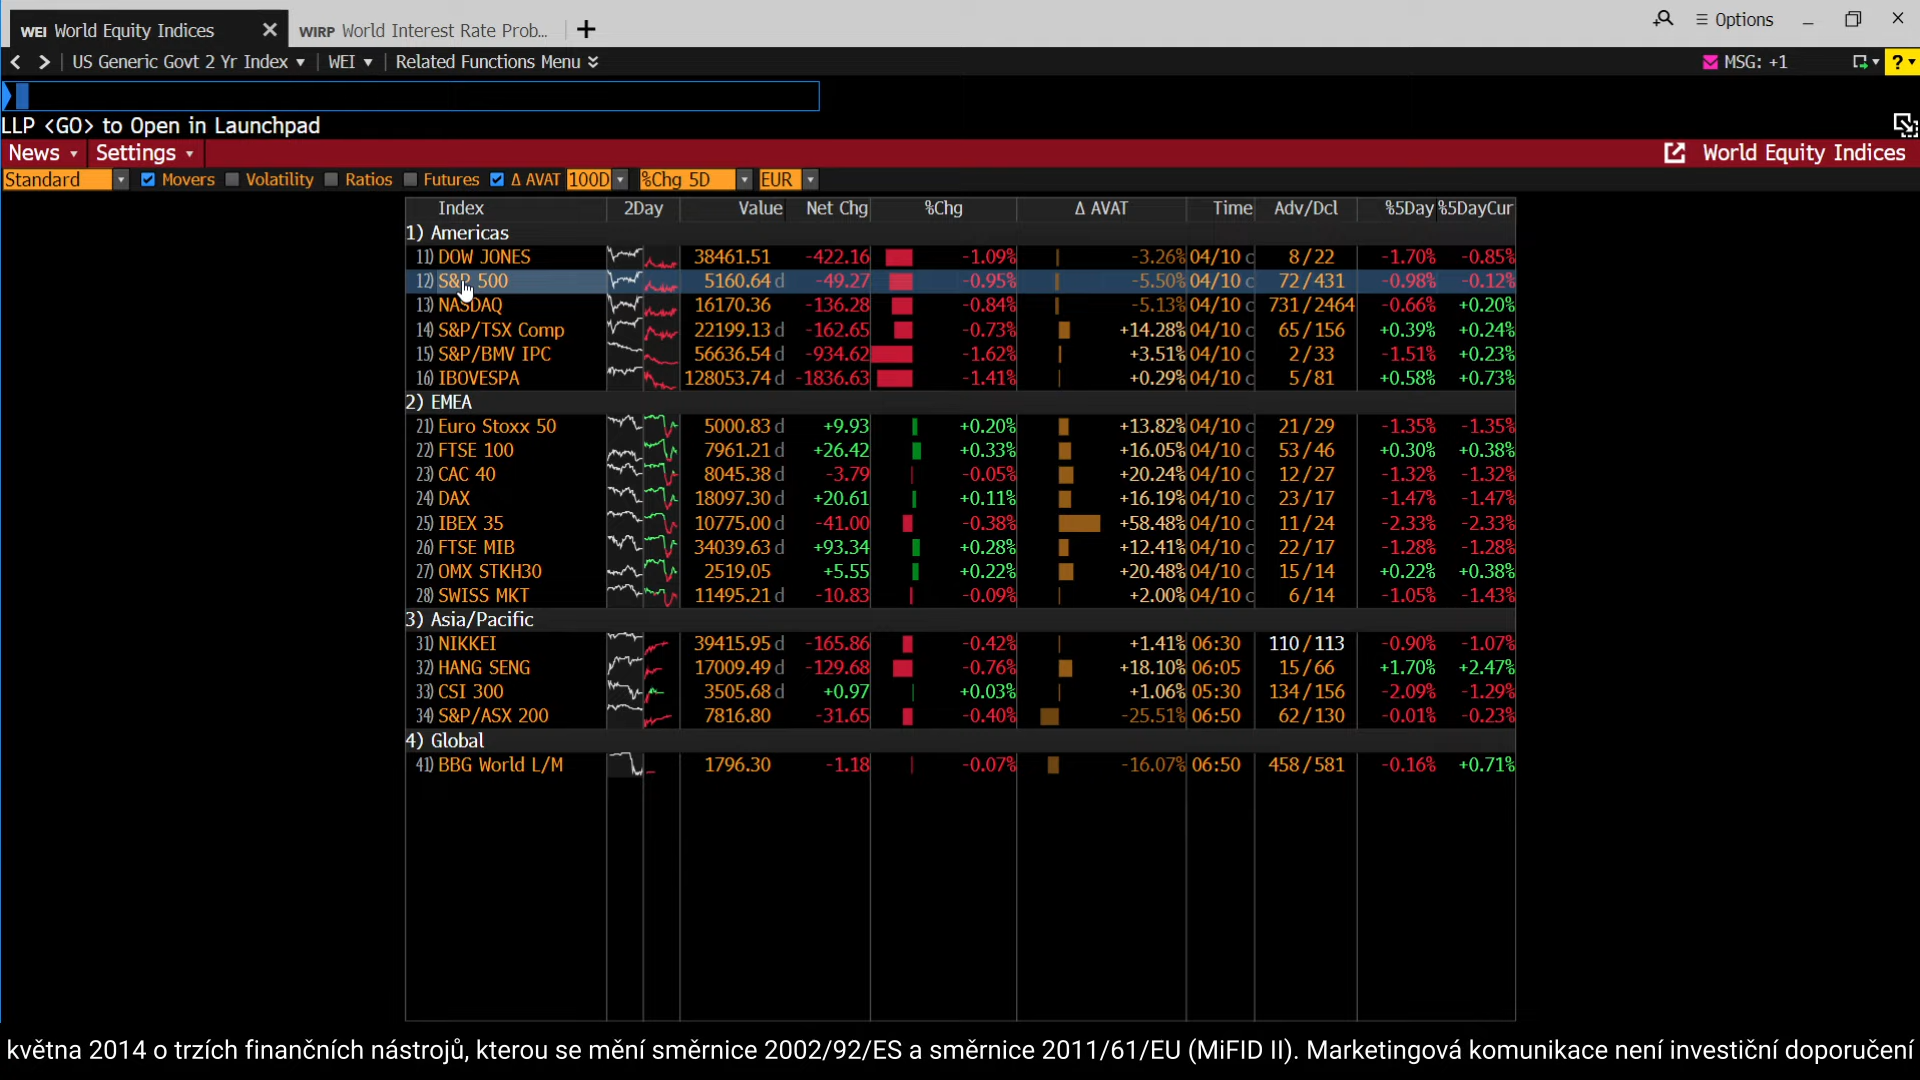 WEI World Equity Indices × WIRP World Interest Rate Prob... + Options
< > US Generic Govt 2 Yr Index WEI Related Functions Menu MSG: +1 ?
LLP <GO> to Open in Launchpad
News Settings World Equity Indices
Standard Movers Volatility Ratios Futures Δ AVAT 100D %Chg 5D EUR
Index 2Day Value Net Chg %Chg Δ AVAT Time Adv/Dcl %5Day %5DayCur
1) Americas
11) DOW JONES 38461.51 -422.16 -1.09% -3.26% 04/10 c 8/22 -1.70% -0.85%
12) S&P 500 5160.64 d -49.27 -0.95% -5.50% 04/10 c 72/431 -0.98% -0.12%
13) NASDAQ 16170.36 -136.28 -0.84% -5.13% 04/10 c 731/2464 -0.66% +0.20%
14) S&P/TSX Comp 22199.13 d -162.65 -0.73% +14.28% 04/10 c 65/156 +0.39% +0.24%
15) S&P/BMV IPC 56636.54 d -934.62 -1.62% +3.51% 04/10 c 2/33 -1.51% +0.23%
16) IBOVESPA 128053.74 d -1836.63 -1.41% +0.29% 04/10 c 5/81 +0.58% +0.73%
2) EMEA
21) Euro Stoxx 50 5000.83 d +9.93 +0.20% +13.82% 04/10 c 21/29 -1.35% -1.35%
22) FTSE 100 7961.21 d +26.42 +0.33% +16.05% 04/10 c 53/46 +0.30% +0.38%
23) CAC 40 8045.38 d -3.79 -0.05% +20.24% 04/10 c 12/27 -1.32% -1.32%
24) DAX 18097.30 d +20.61 +0.11% +16.19% 04/10 c 23/17 -1.47% -1.47%
25) IBEX 35 10775.00 d -41.00 -0.38% +58.48% 04/10 c 11/24 -2.33% -2.33%
26) FTSE MIB 34039.63 d +93.34 +0.28% +12.41% 04/10 c 22/17 -1.28% -1.28%
27) OMX STKH30 2519.05 +5.55 +0.22% +20.48% 04/10 c 15/14 +0.22% +0.38%
28) SWISS MKT 11495.21 d -10.83 -0.09% +2.00% 04/10 c 6/14 -1.05% -1.43%
3) Asia/Pacific
31) NIKKEI 39415.95 d -165.86 -0.42% +1.41% 06:30 110/113 -0.90% -1.07%
32) HANG SENG 17009.49 d -129.68 -0.76% +18.10% 06:05 15/66 +1.70% +2.47%
33) CSI 300 3505.68 d +0.97 +0.03% +1.06% 05:30 134/156 -2.09% -1.29%
34) S&P/ASX 200 7816.80 -31.65 -0.40% -25.51% 06:50 62/130 -0.01% -0.23%
4) Global
41) BBG World L/M 1796.30 -1.18 -0.07% -16.07% 06:50 458/581 -0.16% +0.71%
května 2014 o trzích finančních nástrojů, kterou se mění směrnice 2002/92/ES a směrnice 2011/61/EU (MiFID II). Marketingová komunikace není investiční doporučení